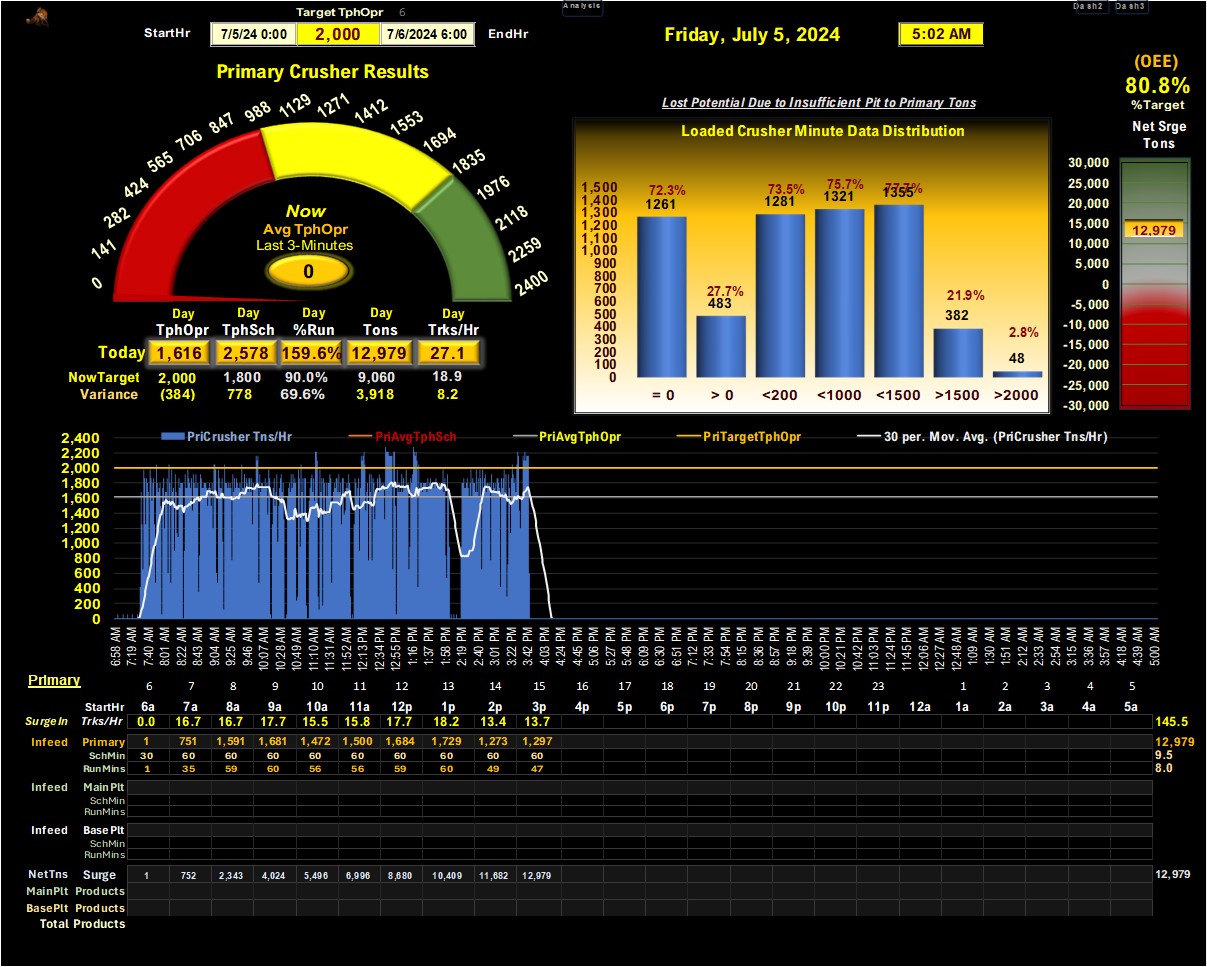 Analysis
Dash2 Dash3
Target TphOpr 6
StartHr 7/5/24 0:00 2,000 7/6/2024 6:00 EndHr
Friday, July 5, 2024
5:02 AM
(OEE)
80.8%
%Target
Net Srge
Tons
Primary Crusher Results
0 141 282 424 565 706 847 988 1129 1271 1412 1553 1694 1835 1976 2118 2259 2400
Now
Avg TphOpr
Last 3-Minutes
0
Day Day Day Day Day
TphOpr TphSch %Run Tons Trks/Hr
Today 1,616 2,578 159.6% 12,979 27.1
NowTarget 2,000 1,800 90.0% 9,060 18.9
Variance (384) 778 69.6% 3,918 8.2
Lost Potential Due to Insufficient Pit to Primary Tons
Loaded Crusher Minute Data Distribution
1,500
1,400
1,300
1,200
1,100
1,000
900
800
700
600
500
400
300
200
100
0
72.3% 27.7% 73.5% 75.7% 77.7% 21.9% 2.8%
1261 483 1281 1321 1355 382 48
= 0 > 0 <200 <1000 <1500 >1500 >2000
30,000
25,000
20,000
15,000
12,979
10,000
5,000
0
-5,000
-10,000
-15,000
-20,000
-25,000
-30,000
PriCrusher Tns/Hr PriAvgTphSch PriAvgTphOpr PriTargetTphOpr 30 per. Mov. Avg. (PriCrusher Tns/Hr)
2,400
2,200
2,000
1,800
1,600
1,400
1,200
1,000
800
600
400
200
0
6:58 AM 7:19 AM 7:40 AM 8:01 AM 8:22 AM 8:43 AM 9:04 AM 9:25 AM 9:46 AM 10:07 AM 10:28 AM 10:49 AM 11:10 AM 11:31 AM 11:52 AM 12:13 PM 12:34 PM 12:55 PM 1:16 PM 1:37 PM 1:58 PM 2:19 PM 2:40 PM 3:01 PM 3:21 PM 3:42 PM 4:03 PM 4:24 PM 4:45 PM 5:06 PM 5:27 PM 5:48 PM 6:09 PM 6:30 PM 6:51 PM 7:12 PM 7:33 PM 7:54 PM 8:15 PM 8:36 PM 8:57 PM 9:18 PM 9:39 PM 10:00 PM 10:21 PM 10:42 PM 11:03 PM 11:24 PM 11:45 PM 12:06 AM 12:27 AM 12:48 AM 1:09 AM 1:30 AM 1:51 AM 2:12 AM 2:33 AM 2:54 AM 3:15 AM 3:36 AM 3:57 AM 4:18 AM 4:39 AM 5:00 AM
Primary
6 7 8 9 10 11 12 13 14 15 16 17 18 19 20 21 22 23 1 2 3 4 5
StartHr 6a 7a 8a 9a 10a 11a 12p 1p 2p 3p 4p 5p 6p 7p 8p 9p 10p 11p 12a 1a 2a 3a 4a 5a
SurgeIn Trks/Hr 0.0 16.7 16.7 17.7 15.5 15.8 17.7 18.2 13.4 13.7 145.5
Infeed Primary 1 751 1,591 1,681 1,472 1,500 1,684 1,729 1,273 1,297 12,979
SchMin 30 60 60 60 60 60 60 60 60 60 9.5
RunMins 1 35 59 60 56 56 59 60 49 47 8.0
Infeed Main Plt
SchMin
RunMins
Infeed Base Plt
SchMin
RunMins
NetTns Surge 1 752 2,343 4,024 5,496 6,996 8,680 10,409 11,682 12,979 12,979
MainPlt Products
BasePlt Products
Total Products